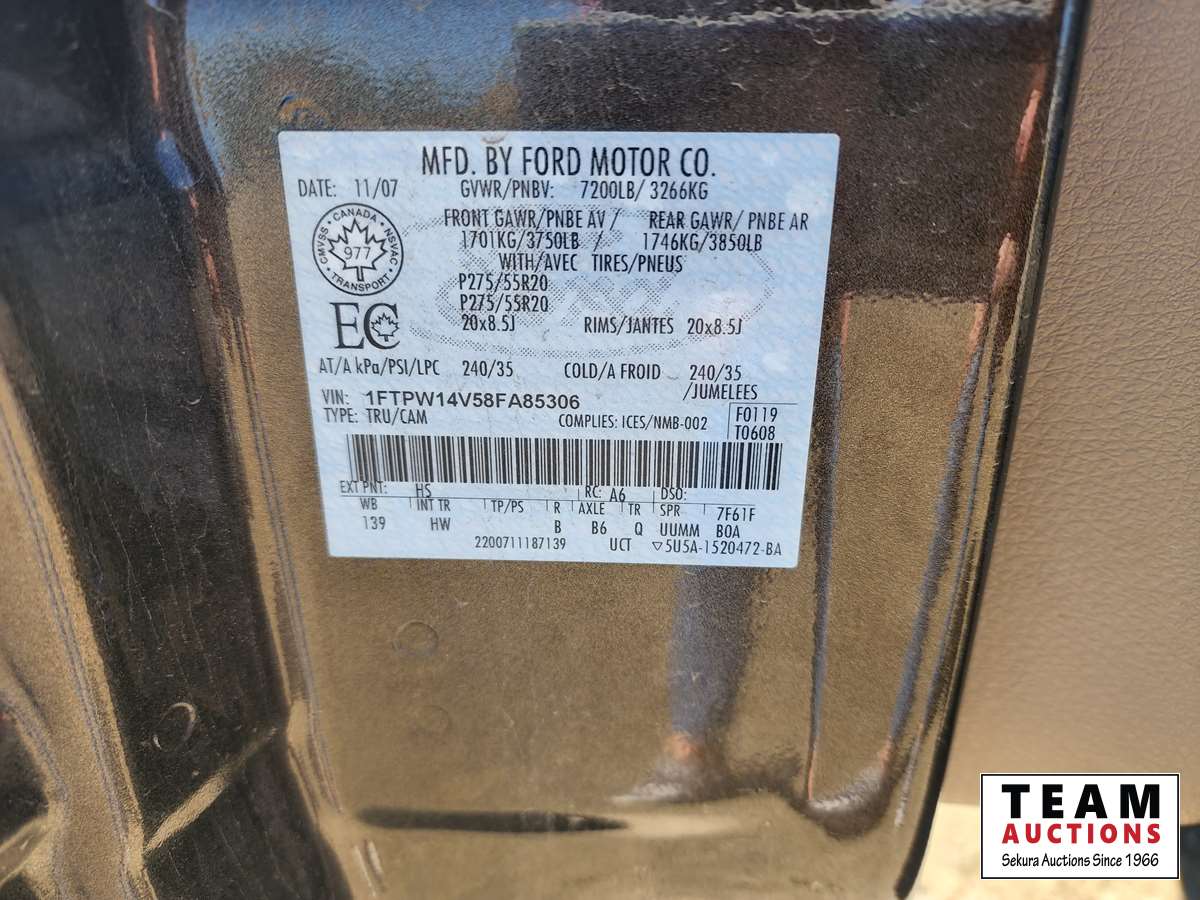 MFD. BY FORD MOTOR CO.
DATE: 11/07 GVWR/PNBV: 7200LB/ 3266KG
FRONT GAWR/PNBE AV / REAR GAWR/ PNBE AR
1701KG/3750LB / 1746KG/3850LB
WITH/AVEC TIRES/PNEUS
P275/55R20
P275/55R20
20x8.5J RIMS/JANTES 20x8.5J
CANADA
CMVSS • NSVAC
977
TRANSPORT
EC
AT/A kPa/PSI/LPC 240/35 COLD/A FROID 240/35
/JUMELEES
VIN: 1FTPW14V58FA85306
TYPE: TRU/CAM COMPLIES: ICES/NMB-002
F0119
T0608
EXT PNT: HS RC: A6 DSO:
WB INT TR TP/PS R AXLE TR SPR 7F61F
139 HW B B6 Q UUMM B0A
2200711187139 UCT ▽5U5A-1520472-BA
TEAM
AUCTIONS
Sekura Auctions Since 1966